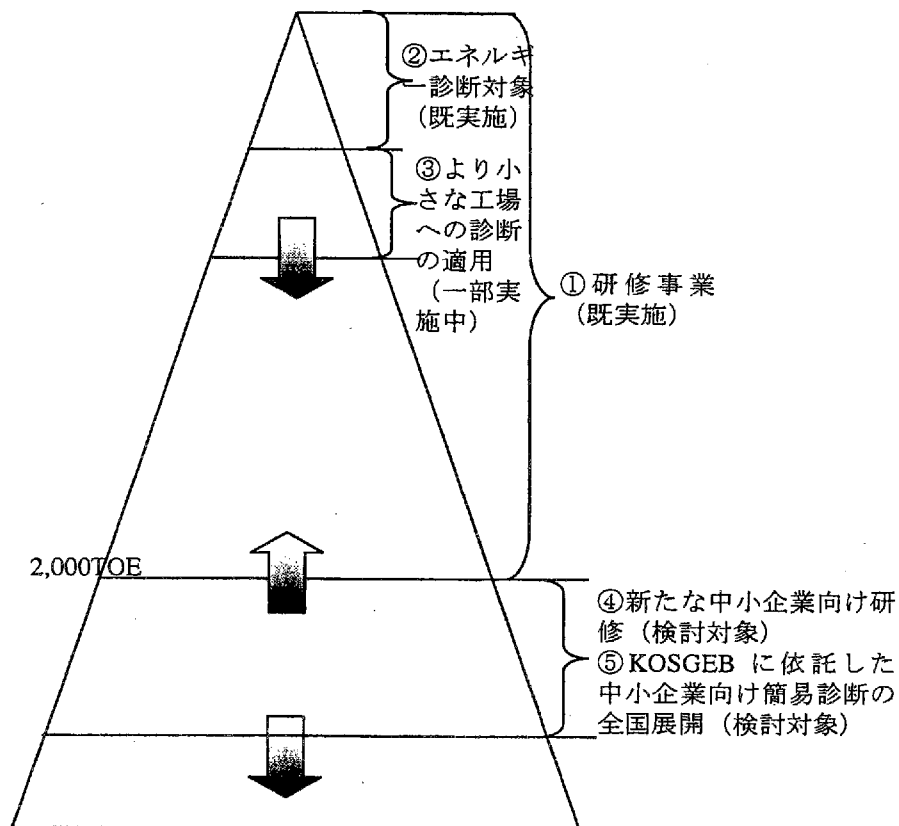 ②エネルギ
ー診断対象
(既実施)
③より小
さな工場
への診断
の適用
(一部実
施中)
①研修事業
(既実施)
2,000TOE
④新たな中小企業向け研
修(検討対象)
⑤KOSGEB に依託した
中小企業向け簡易診断の
全国展開(検討対象)